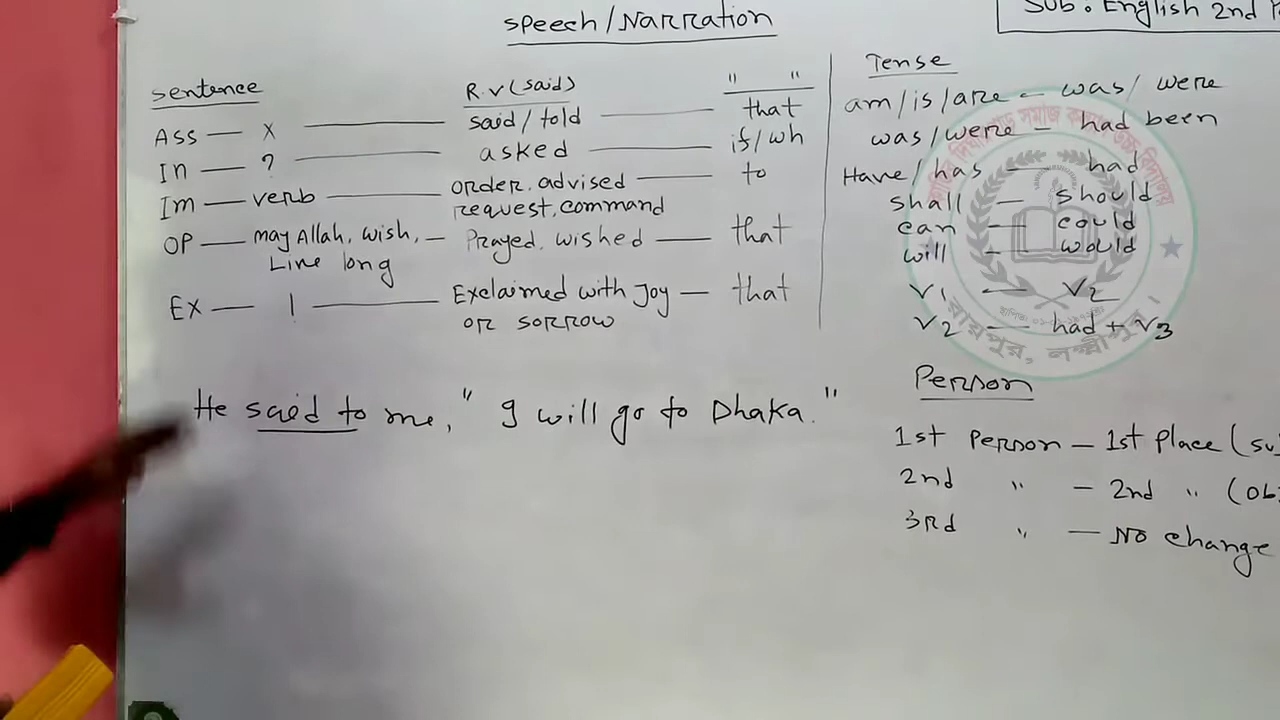 Speech/Narration
Sub: English 2nd
Sentence R.V (said) " "
Ass — x — said/told — that
In — ? — asked — if/wh
Im — verb — order. advised — to
request. command
OP — may Allah. wish. — Prayed. wished — that
Live long
Ex — | — Exclaimed with Joy — that
or sorrow
Tense
am/is/are — was/were
was/were — had been
Have/has — had
shall — should
can — could
will — would
V1 — V2
V2 — had + V3
Person
1st Person — 1st Place (su
2nd " — 2nd " (Ob
3rd " — No change
He said to me, " I will go to Dhaka."
রায়পুর, লক্ষ্মীপুর।